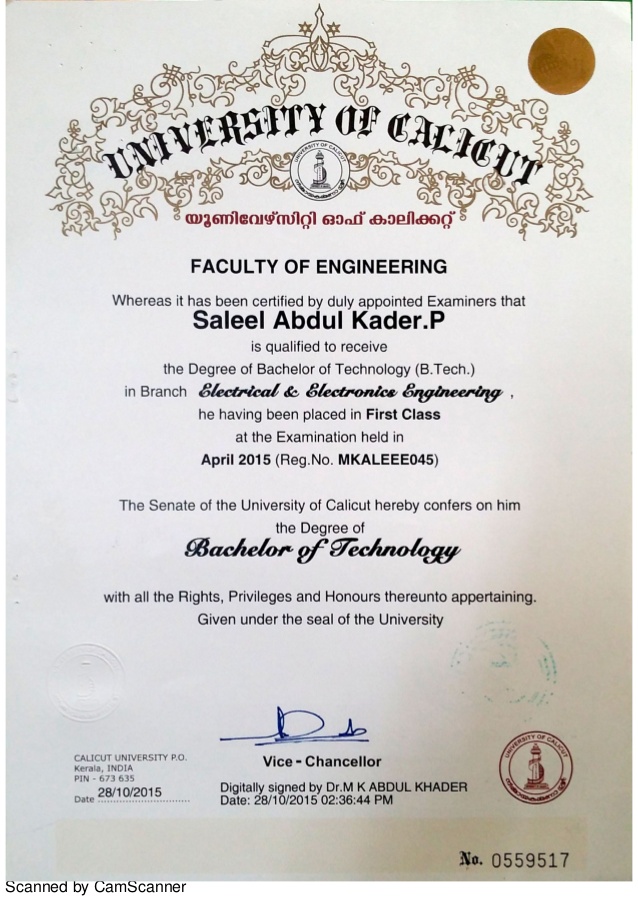 UNIVERSITY OF CALICUT
UNIVERSITY OF CALICUT
യൂണിവേഴ്സിറ്റി ഓഫ് കാലിക്കറ്റ്
FACULTY OF ENGINEERING
Whereas it has been certified by duly appointed Examiners that
Saleel Abdul Kader.P
is qualified to receive
the Degree of Bachelor of Technology (B.Tech.)
in Branch Electrical & Electronics Engineering ,
he having been placed in First Class
at the Examination held in
April 2015 (Reg.No. MKALEEE045)
The Senate of the University of Calicut hereby confers on him
the Degree of
Bachelor of Technology
with all the Rights, Privileges and Honours thereunto appertaining.
Given under the seal of the University
Vice - Chancellor
CALICUT UNIVERSITY P.O.
Kerala, INDIA
PIN - 673 635
Date 28/10/2015
Digitally signed by Dr.M K ABDUL KHADER
Date: 28/10/2015 02:36:44 PM
UNIVERSITY OF CALICUT
No. 0559517
Scanned by CamScanner